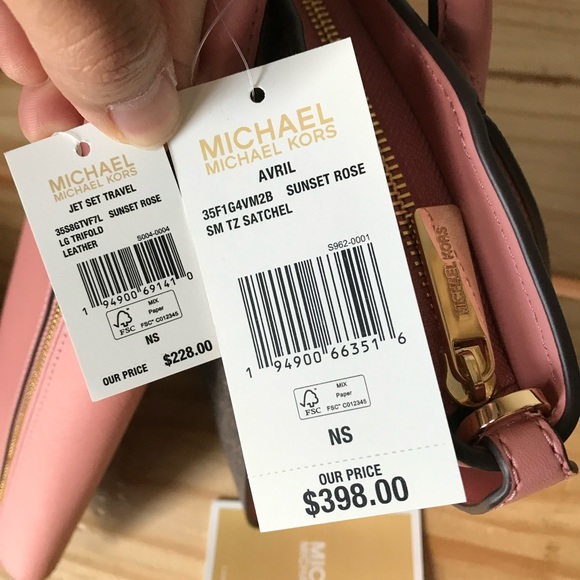 MICHAEL
MICHAEL KORS
JET SET TRAVEL
35S8GTVF7L SUNSET ROSE
LG TRIFOLD
LEATHER
S004-0004
1 94900 69141 0
FSC
MIX
Paper
FSC® C012345
NS
OUR PRICE $228.00
MICHAEL
MICHAEL KORS
AVRIL
35F1G4VM2B SUNSET ROSE
SM TZ SATCHEL
S962-0001
1 94900 66351 6
FSC
MIX
Paper
FSC® C012345
NS
OUR PRICE
$398.00
MICHAEL KORS
MICHAEL